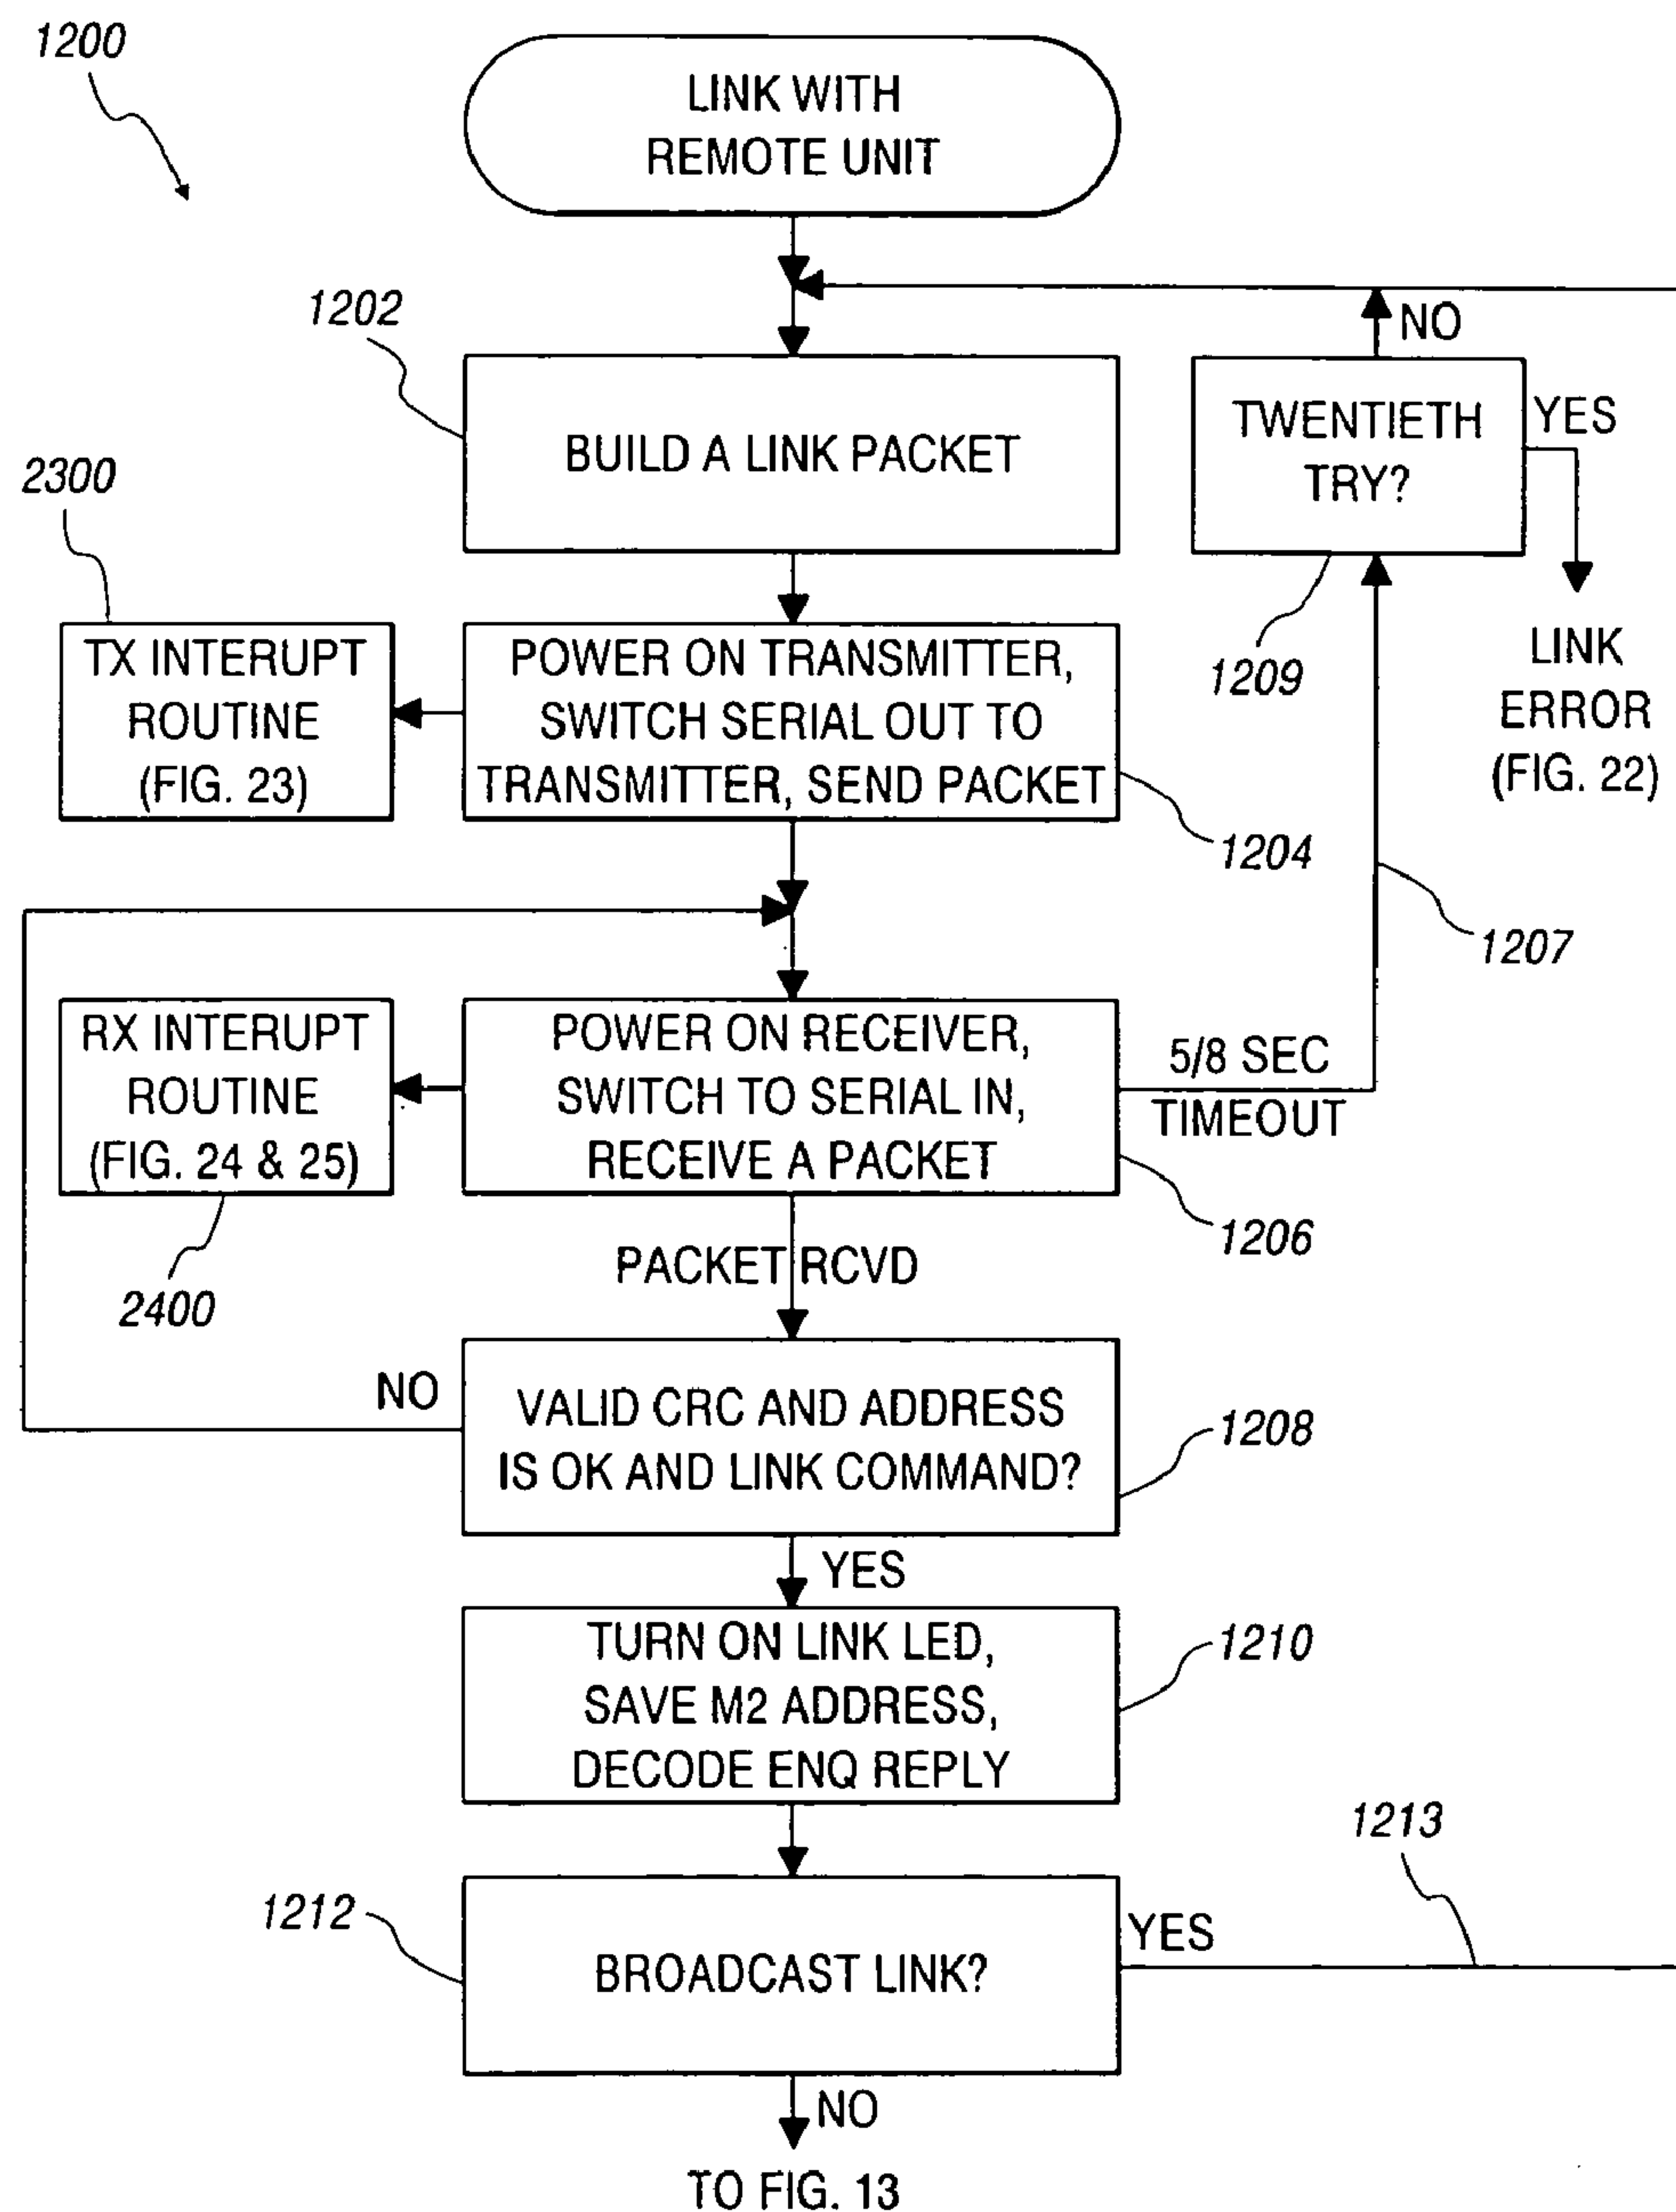 1200
LINK WITH
REMOTE UNIT
1202
NO
BUILD A LINK PACKET
TWENTIETH
TRY?
YES
2300
1209
LINK
ERROR
(FIG. 22)
TX INTERUPT
ROUTINE
(FIG. 23)
POWER ON TRANSMITTER,
SWITCH SERIAL OUT TO
TRANSMITTER, SEND PACKET
1204
1207
RX INTERUPT
ROUTINE
(FIG. 24 & 25)
POWER ON RECEIVER,
SWITCH TO SERIAL IN,
RECEIVE A PACKET
5/8 SEC
TIMEOUT
1206
2400
PACKET RCVD
NO
VALID CRC AND ADDRESS
IS OK AND LINK COMMAND?
1208
YES
TURN ON LINK LED,
SAVE M2 ADDRESS,
DECODE ENQ REPLY
1210
1213
1212
BROADCAST LINK?
YES
NO
TO FIG. 13